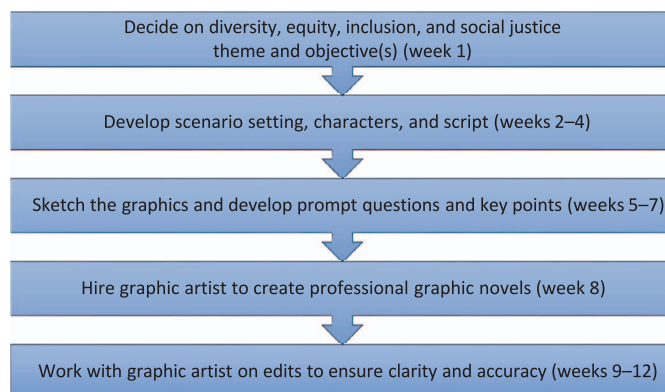 Decide on diversity, equity, inclusion, and social justice
theme and objective(s) (week 1)
Develop scenario setting, characters, and script (weeks 2–4)
Sketch the graphics and develop prompt questions and key points (weeks 5–7)
Hire graphic artist to create professional graphic novels (week 8)
Work with graphic artist on edits to ensure clarity and accuracy (weeks 9–12)